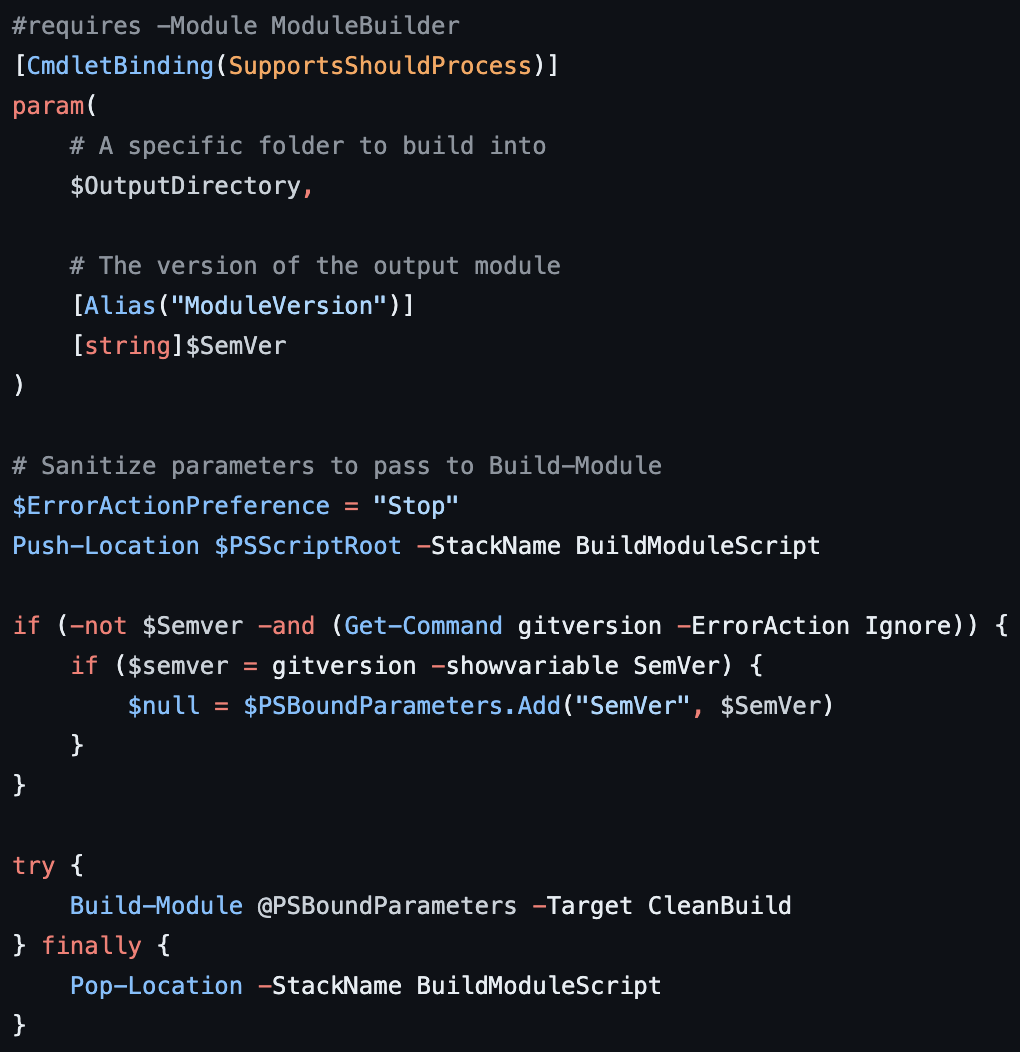 #requires -Module ModuleBuilder
[CmdletBinding(SupportsShouldProcess)]
param(
    # A specific folder to build into
    $OutputDirectory,

    # The version of the output module
    [Alias("ModuleVersion")]
    [string]$SemVer
)

# Sanitize parameters to pass to Build-Module
$ErrorActionPreference = "Stop"
Push-Location $PSScriptRoot -StackName BuildModuleScript

if (-not $Semver -and (Get-Command gitversion -ErrorAction Ignore)) {
    if ($semver = gitversion -showvariable SemVer) {
        $null = $PSBoundParameters.Add("SemVer", $SemVer)
    }
}

try {
    Build-Module @PSBoundParameters -Target CleanBuild
} finally {
    Pop-Location -StackName BuildModuleScript
}